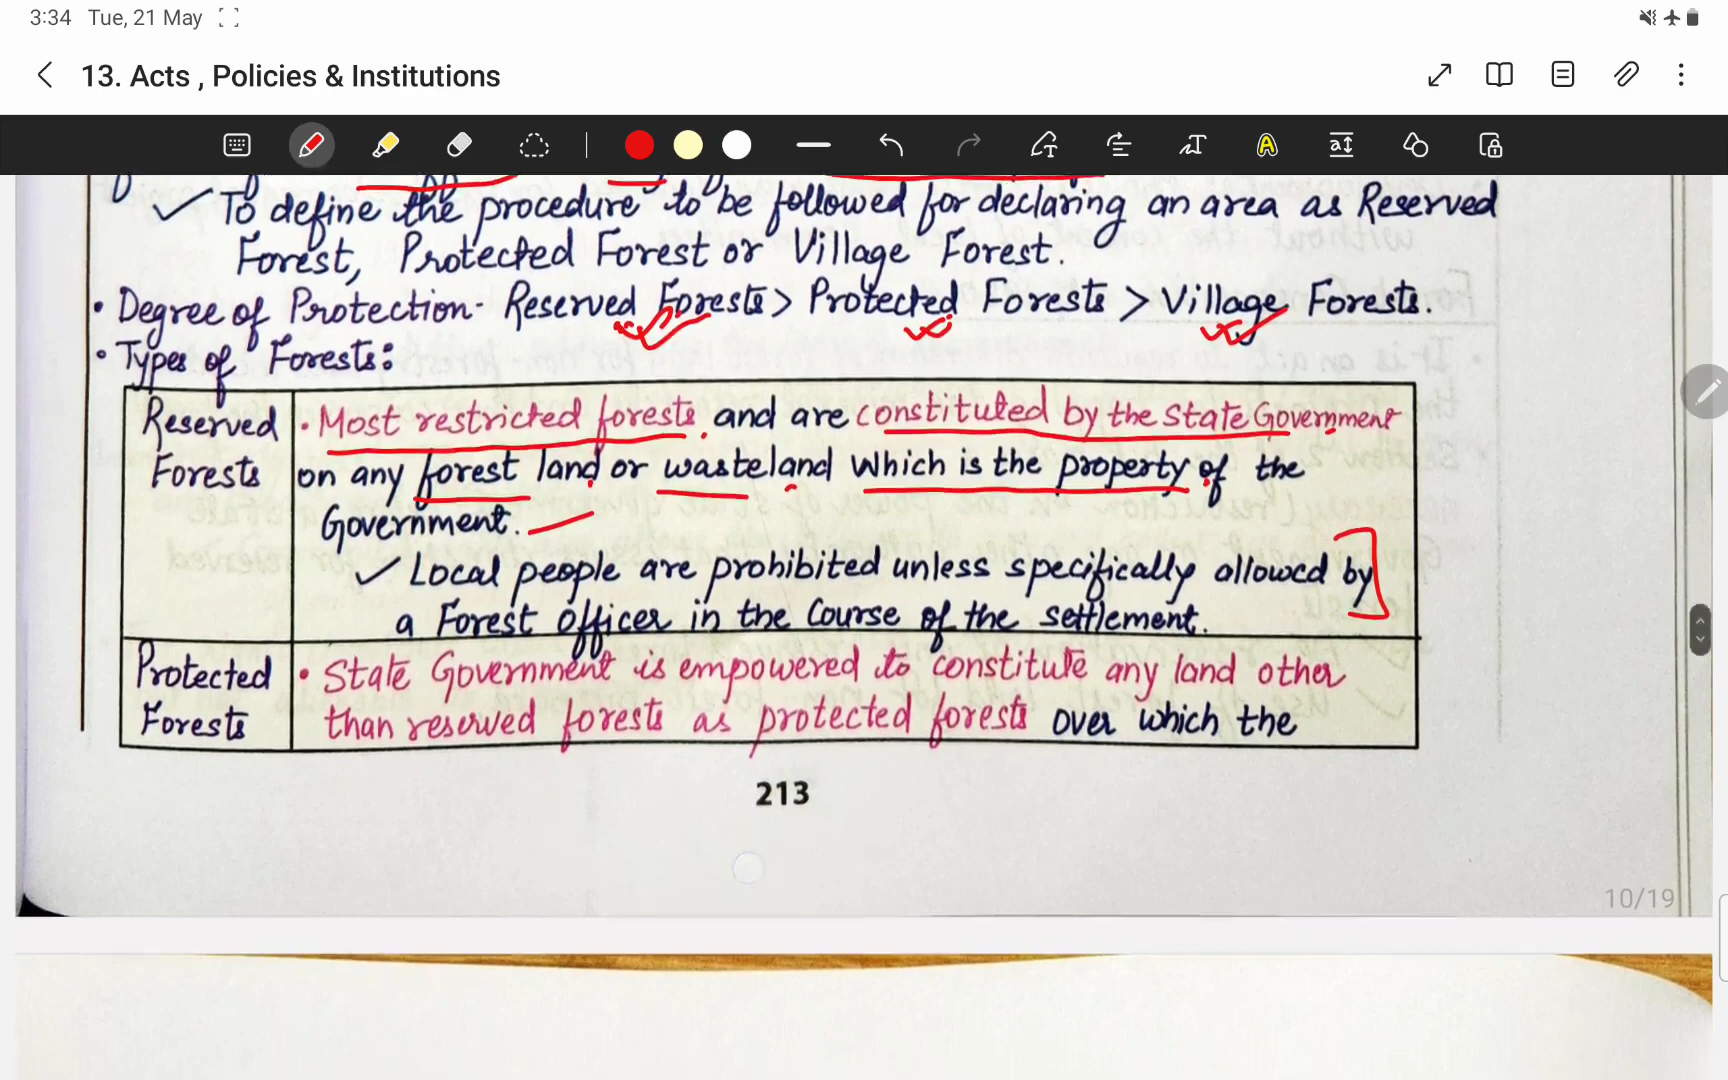 3:34 Tue, 21 May
13. Acts , Policies & Institutions
✓ To define the procedure to be followed for declaring an area as Reserved
Forest, Protected Forest or Village Forest.
• Degree of Protection- Reserved Forests > Protected Forests > Village Forests.
• Types of Forests:
Reserved Forests
• Most restricted forests and are constituted by the State Government
on any forest land or wasteland which is the property of the
Government.
✓ Local people are prohibited unless specifically allowed by
a Forest officer in the course of the settlement.
Protected Forests
• State Government is empowered to constitute any land other
than reserved forests as protected forests over which the
213
10/19